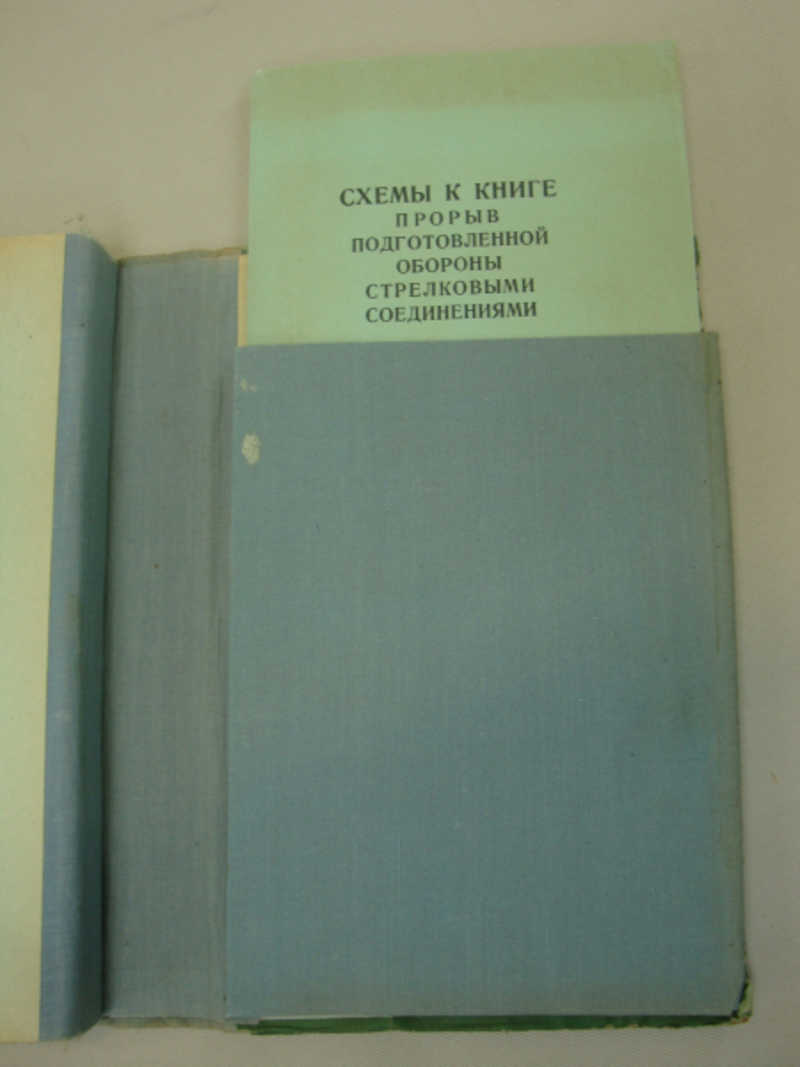 СХЕМЫ К КНИГЕ
ПРОРЫВ
ПОДГОТОВЛЕННОЙ
ОБОРОНЫ
СТРЕЛКОВЫМИ
СОЕДИНЕНИЯМИ